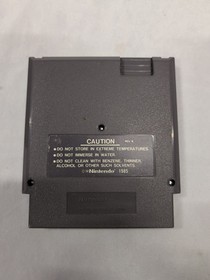 CAUTION
• DO NOT STORE IN EXTREME TEMPERATURES.
• DO NOT IMMERSE IN WATER.
• DO NOT CLEAN WITH BENZENE, THINNER,
ALCOHOL OR OTHER SUCH SOLVENTS.
Nintendo 1985